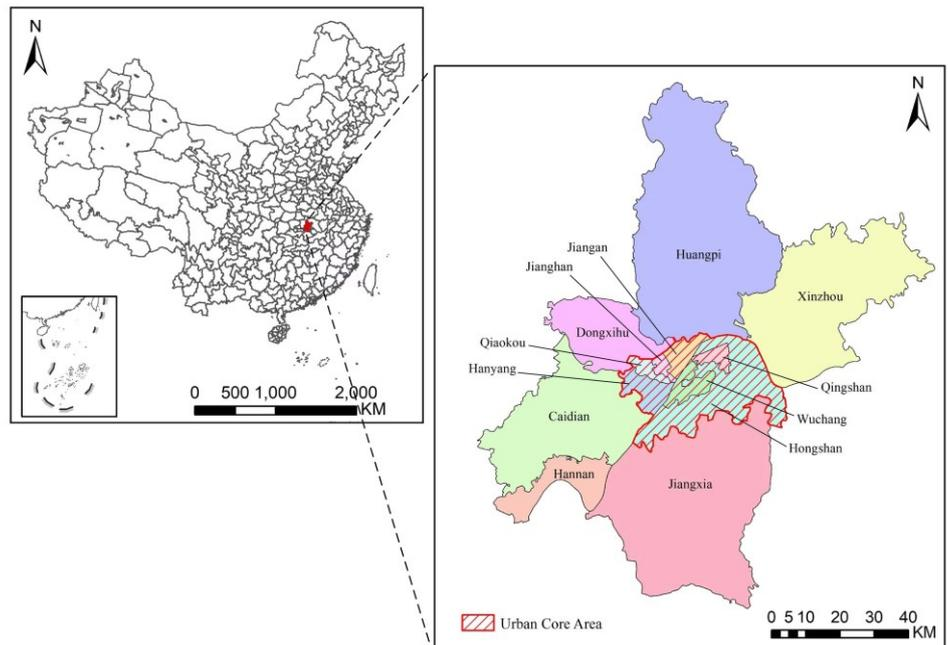 N
0 500 1,000 2,000
KM
N
Huangpi
Jiangan
Jianghan
Xinzhou
Dongxihu
Qiaokou
Hanyang
Qingshan
Caidian
Wuchang
Hongshan
Hannan
Jiangxia
Urban Core Area
0 5 10 20 30 40
KM